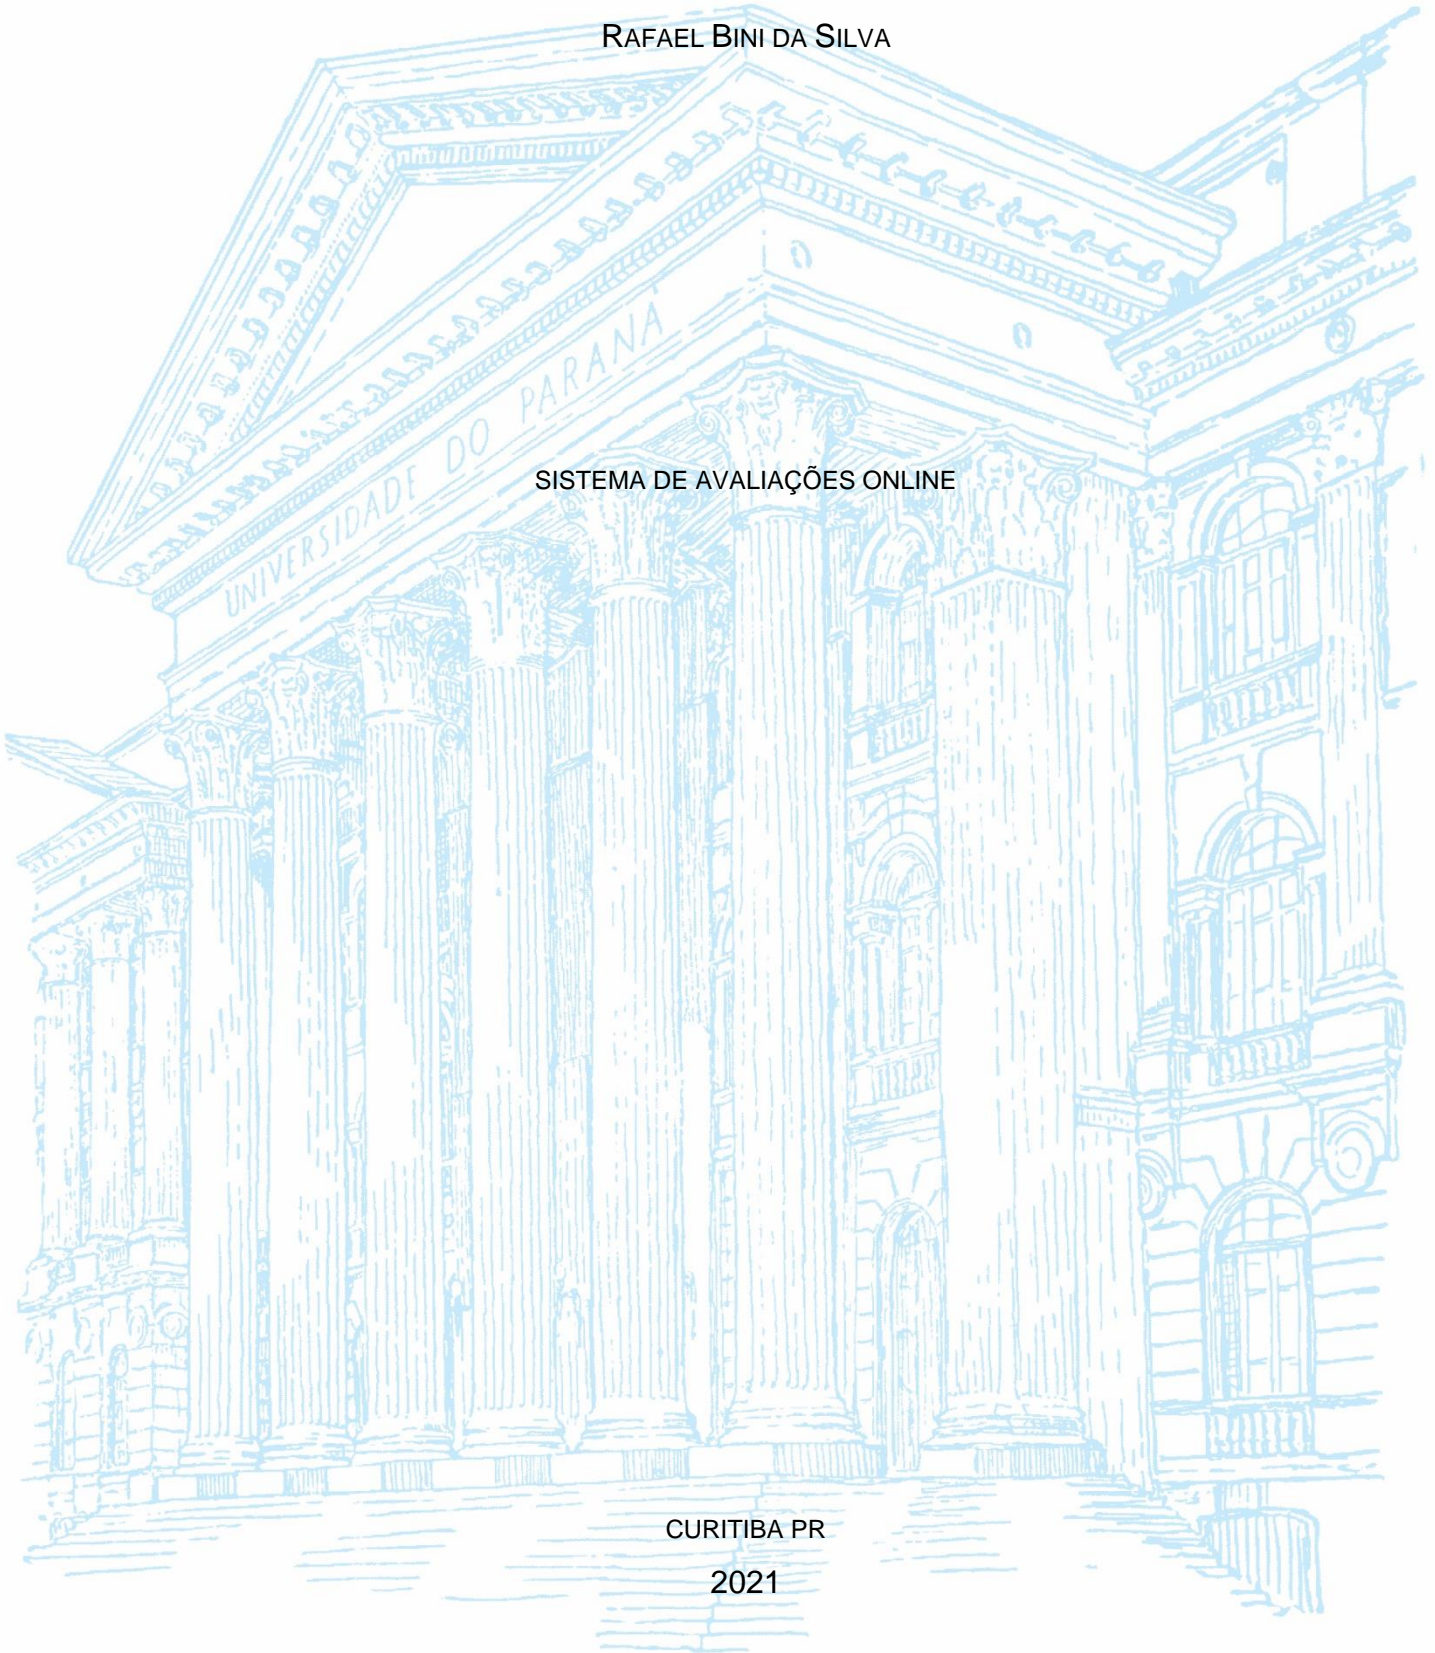 RAFAEL BINI DA SILVA
UNIVERSIDADE DO PARANÁ
SISTEMA DE AVALIAÇÕES ONLINE
CURITIBA PR
2021